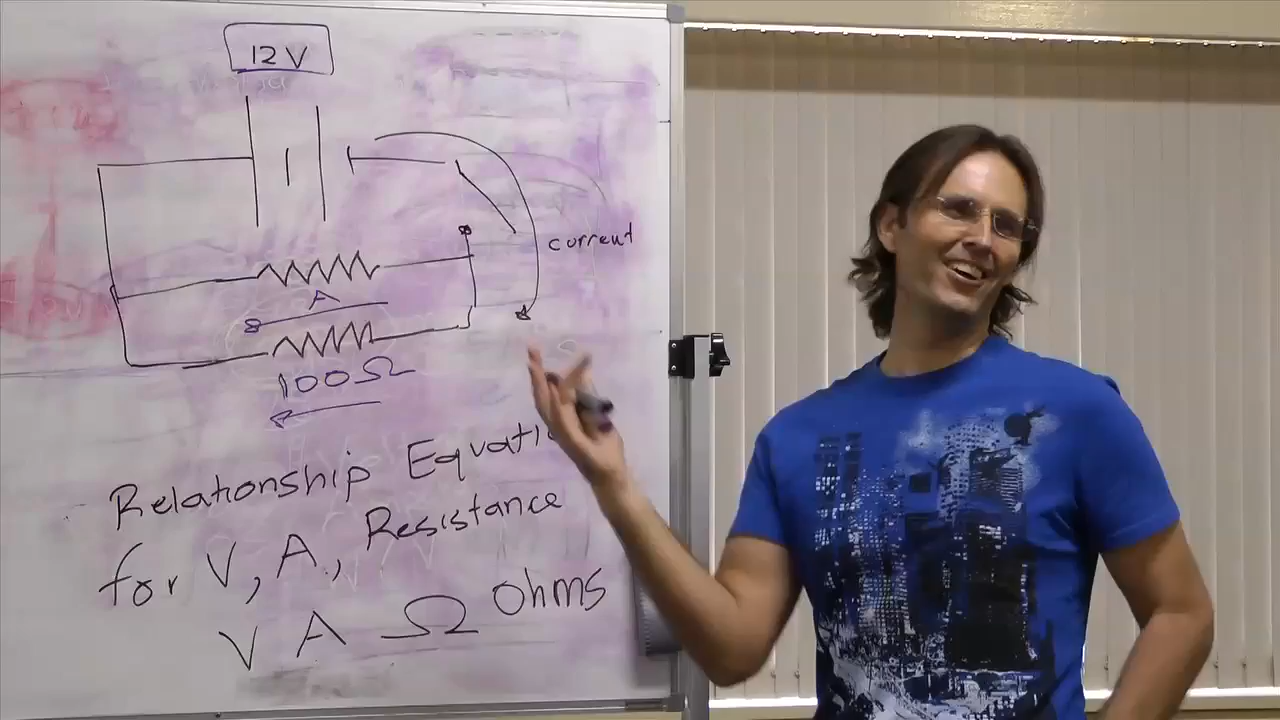 12V
current
A
100Ω
Relationship Equati
for V, A, Resistance
V A Ω Ohms